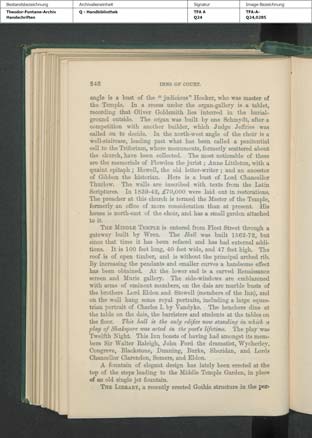 Bestandsbezeichnung Archivalieneinheit Signatur Image-Bezeichnung
Theodor-Fontane-Archiv Q - Handbibliothek TFA A TFA-A-
Handschriften Q24 Q24,0285
248 INNS OF COURT.
angle is a bust of the "judicious" Hooker, who was master of
the Temple. In a recess under the organ-gallery is a tablet,
recording that Oliver Goldsmith lies interred in the burial-
ground outside. The organ was built by one Schmydh, after a
competition with another builder, which Judge Jeffries was
called on to decide. In the north-west angle of the choir is a
well-staircase, leading past what has been called a penitential
cell to the Triforium, where monuments, formerly scattered about
the church, have been collected. The most noticeable of these
are the memorials of Plowden the jurist; Anne Littleton, with a
quaint epitaph; Howell, the old letter-writer; and an ancestor
of Gibbon the historian. Here is a bust of Lord Chancellor
Thurlow. The walls are inscribed with texts from the Latin
Scriptures. In 1839-42, £70,000 were laid out in restorations.
The preacher at this church is termed the Master of the Temple,
formerly an office of more consideration than at present. His
house is north-east of the choir, and has a small garden attached
to it.
THE MIDDLE TEMPLE is entered from Fleet Street through a
gateway built by Wren. The Hall was built 1562-72, but
since that time it has been refaced and has had external addi-
tions. It is 100 feet long, 40 feet wide, and 47 feet high. The
roof is of open timber, and is without the principal arched rib.
By increasing the pendants and smaller curves a handsome effect
has been obtained. At the lower end is a carved Renaissance
screen and Music gallery. The side-windows are emblazoned
with arms of eminent members, on the dais are marble busts of
the brothers Lord Eldon and Stowell (members of the Inn), and
on the wall hang some royal portraits, including a large eques-
trian portrait of Charles I. by Vandyke. The benchers dine at
the table on the dais, the barristers and students at the tables on
the floor. This hall is the only edifice now standing in which a
play of Shakspere was acted in the poet's lifetime. The play was
Twelfth Night. This Inn boasts of having had amongst its mem-
bers Sir Walter Raleigh, John Ford the dramatist, Wycherley,
Congreve, Blackstone, Dunning, Burke, Sheridan, and Lords
Chancellor Clarendon, Somers, and Eldon.
A fountain of elegant design has lately been erected at the
top of the steps leading to the Middle Temple Garden, in place
of an old single jet fountain.
THE LIBRARY, a recently erected Gothic structure in the per-